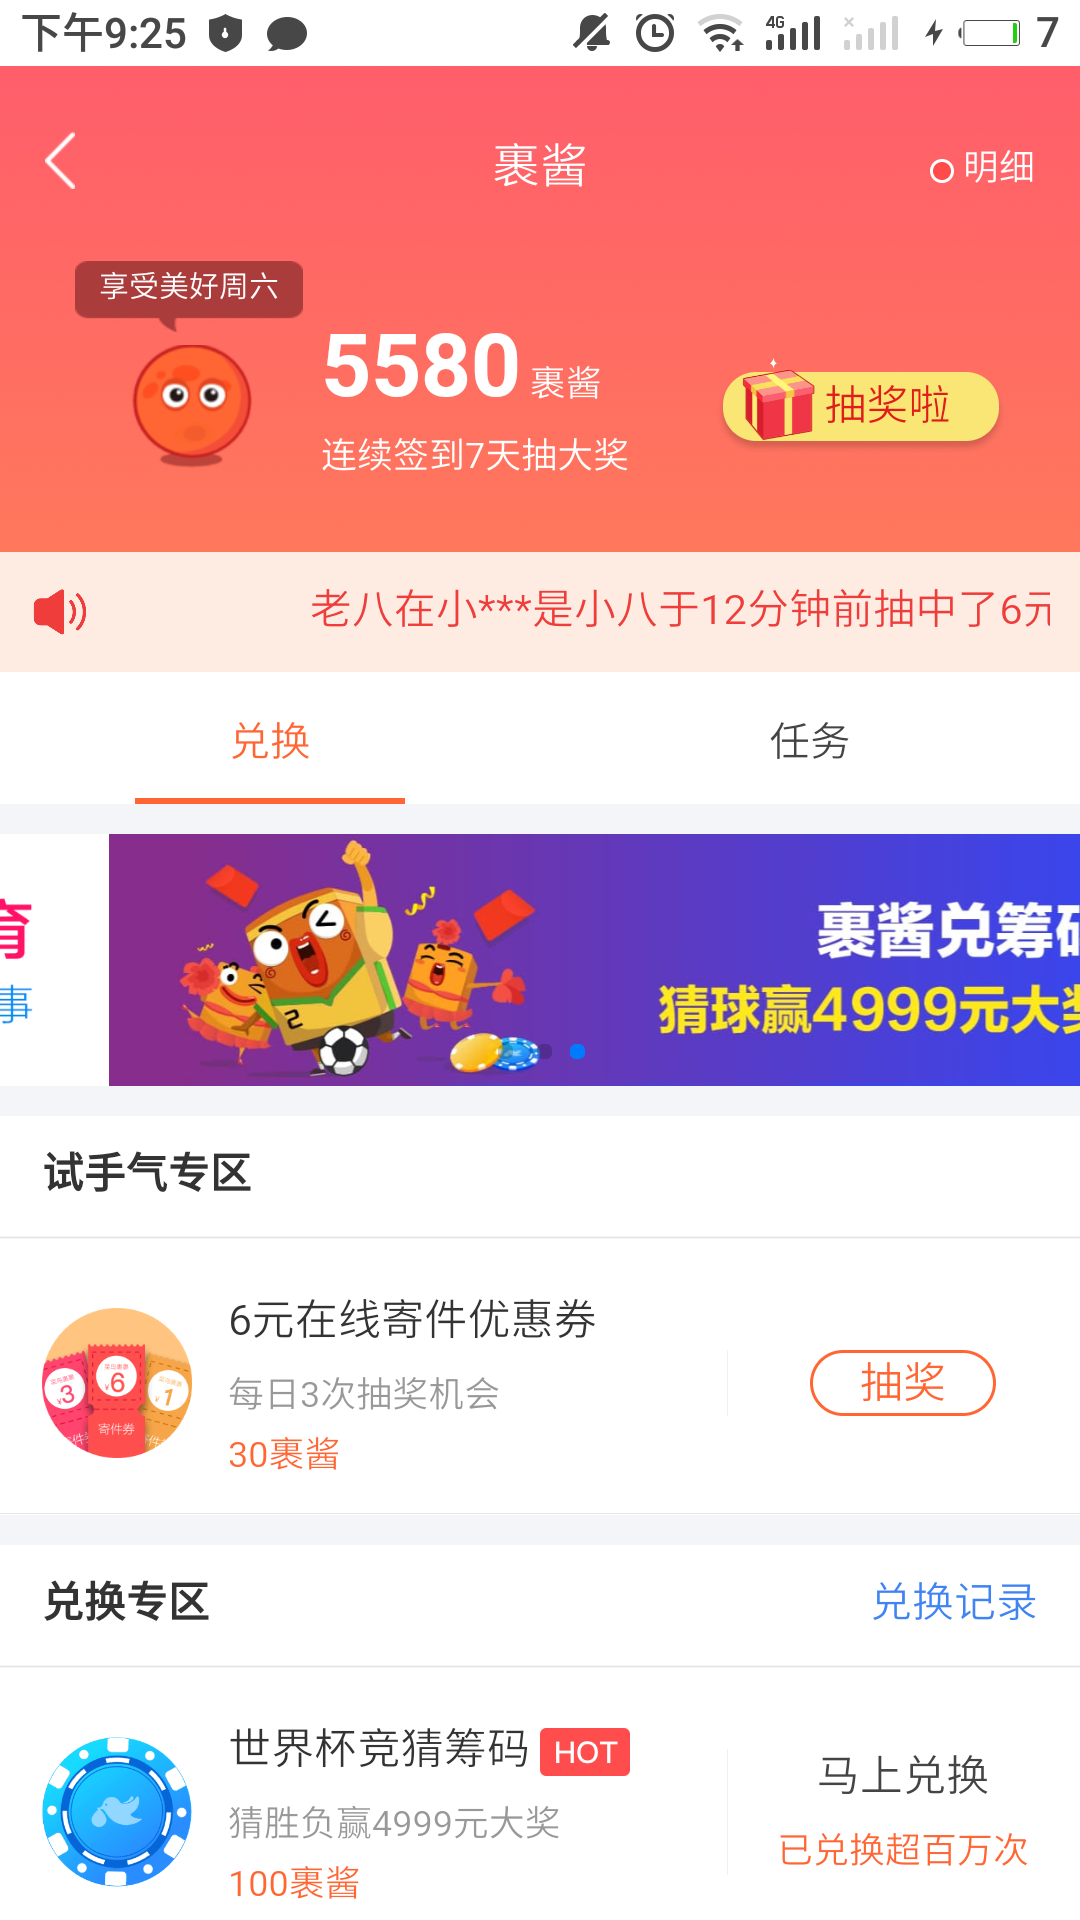 下午9:25
4G
7
裹酱
明细
享受美好周六
5580 裹酱
连续签到7天抽大奖
抽奖啦
老八在小***是小八于12分钟前抽中了6元
兑换
任务
育
事
裹酱兑筹码
猜球赢4999元大奖
试手气专区
6元在线寄件优惠券
每日3次抽奖机会
30裹酱
抽奖
¥3
¥6
¥1
寄件券
兑换专区
兑换记录
世界杯竞猜筹码 HOT
猜胜负赢4999元大奖
100裹酱
马上兑换
已兑换超百万次